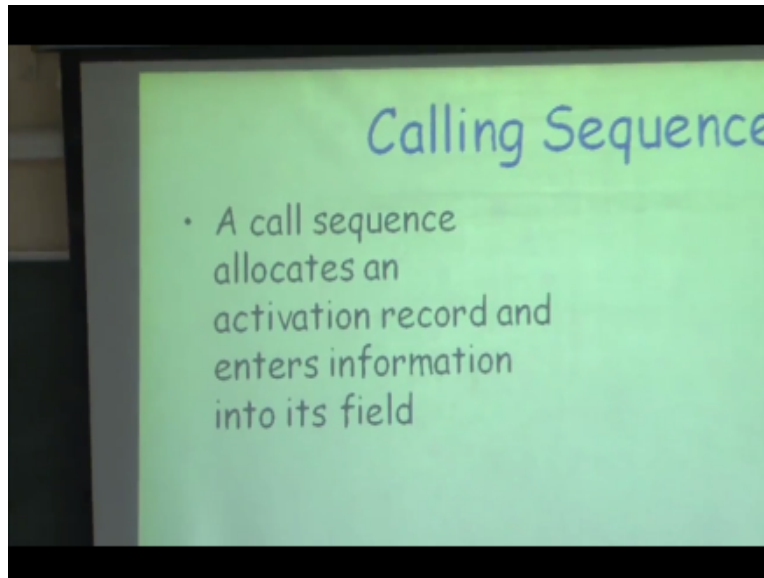 Calling Sequence
• A call sequence
allocates an
activation record and
enters information
into its field